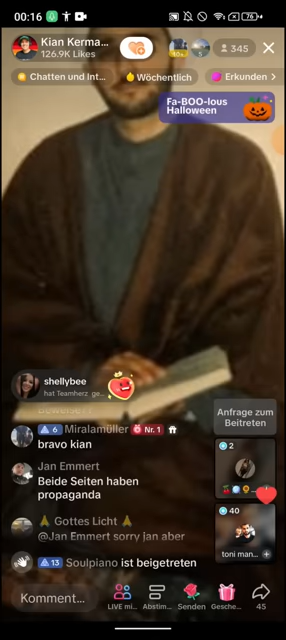 00:16
76
Kian Kerma...
126.9K Likes
345
Chatten und Int...
Wöchentlich
Erkunden >
Fa-BOO-lous
Halloween
shellybee
hat Teamherz ge...
6 Miralamüller Nr. 1
bravo kian
Anfrage zum
Beitreten
Jan Emmert
Beide Seiten haben
propaganda
2
Gottes Licht
@Jan Emmert sorry jan aber
40
toni man...
13 Soulpiano ist beigetreten
Komment...
LIVE mi...
Abstim...
Senden
Gesche...
45